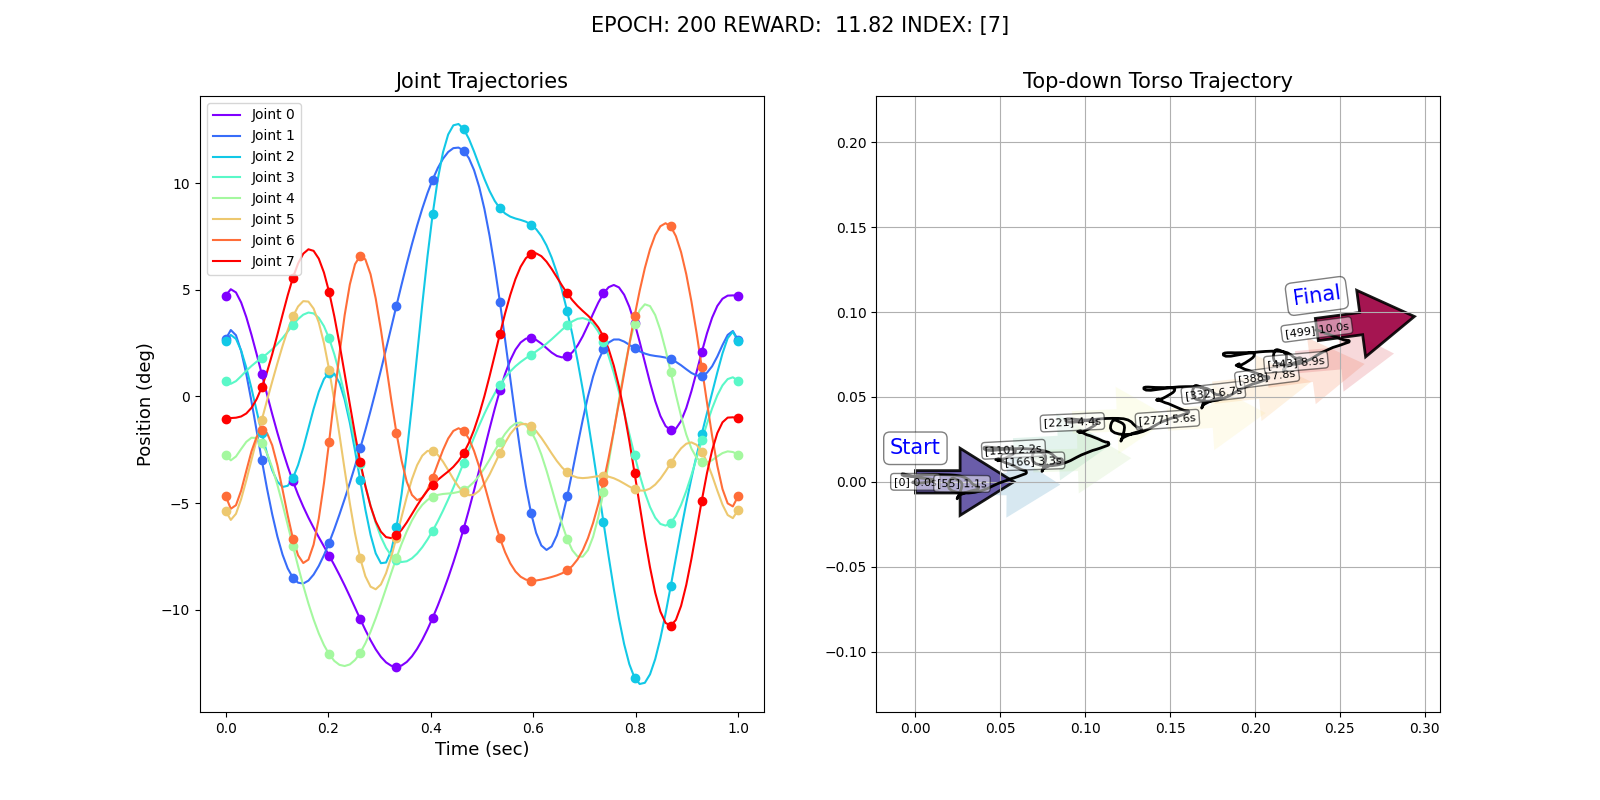 EPOCH: 200 REWARD:  11.82 INDEX: [7]
Joint Trajectories
Joint 0
Joint 1
Joint 2
Joint 3
Joint 4
Joint 5
Joint 6
Joint 7
Position (deg)
10
5
0
−5
−10
0.0 0.2 0.4 0.6 0.8 1.0
Time (sec)
Top-down Torso Trajectory
0.20
0.15
0.10
0.05
0.00
−0.05
−0.10
Final
[499] 10.0s
[443] 8.9s
[388] 7.8s
[332] 6.7s
[221] 4.4s
[277] 5.6s
Start
[110] 2.2s
[166] 3.3s
[0] 0.0s
[55] 1.1s
0.00 0.05 0.10 0.15 0.20 0.25 0.30